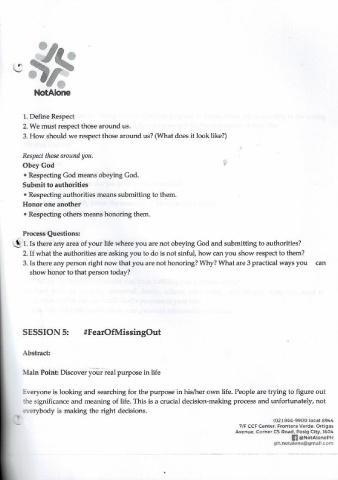 NotAlone
1. Define Respect
2. We must respect those around us.
3. How should we respect those around us? (What does it look like?)
Respect those around you.
Obey God
• Respecting God means obeying God.
Submit to authorities
• Respecting authorities means submitting to them.
Honor one another
• Respecting others means honoring them.
Process Questions:
1. Is there any area of your life where you are not obeying God and submitting to authorities?
2. If what the authorities are asking you to do is not sinful, how can you show respect to them?
3. Is there any person right now that you are not honoring? Why? What are 3 practical ways you can
show honor to that person today?
SESSION 5: #FearOfMissingOut
Abstract:
Main Point: Discover your real purpose in life
Everyone is looking and searching for the purpose in his/her own life. People are trying to figure out
the significance and meaning of life. This is a crucial decision-making process and unfortunately, not
everybody is making the right decisions.
(02) 866-9900 local 6944
7/F CCF Center, Frontera Verde, Ortigas
Avenue, Corner C5 Road, Pasig City, 1604
@NotAlonePH
ph.notalone@gmail.com